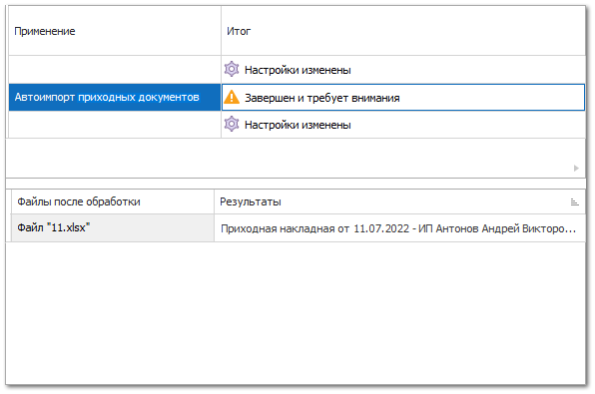 Применение Итог
Настройки изменены
Автоимпорт приходных документов Завершен и требует внимания
Настройки изменены
Файлы после обработки Результаты
Файл "11.xlsx" Приходная накладная от 11.07.2022 - ИП Антонов Андрей Викторо...